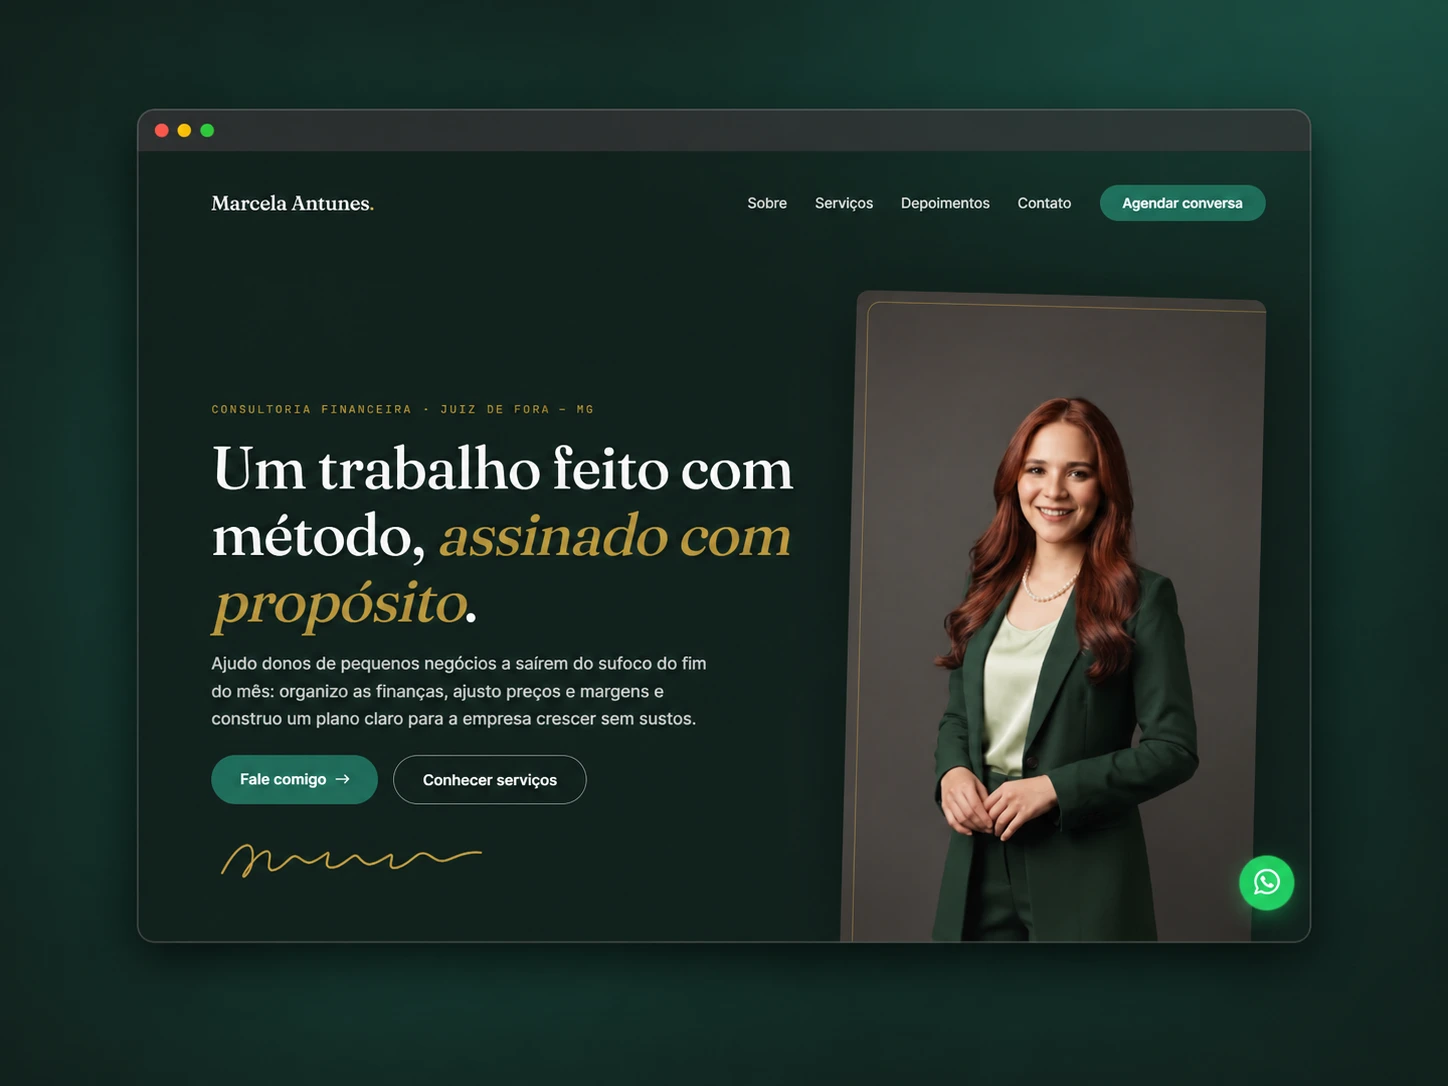 Marcela Antunes.
Sobre
Serviços
Depoimentos
Contato
Agendar conversa
CONSULTORIA FINANCEIRA · JUIZ DE FORA – MG
Um trabalho feito com
método, assinado com
propósito.
Ajudo donos de pequenos negócios a saírem do sufoco do fim
do mês: organizo as finanças, ajusto preços e margens e
construo um plano claro para a empresa crescer sem sustos.
Fale comigo →
Conhecer serviços